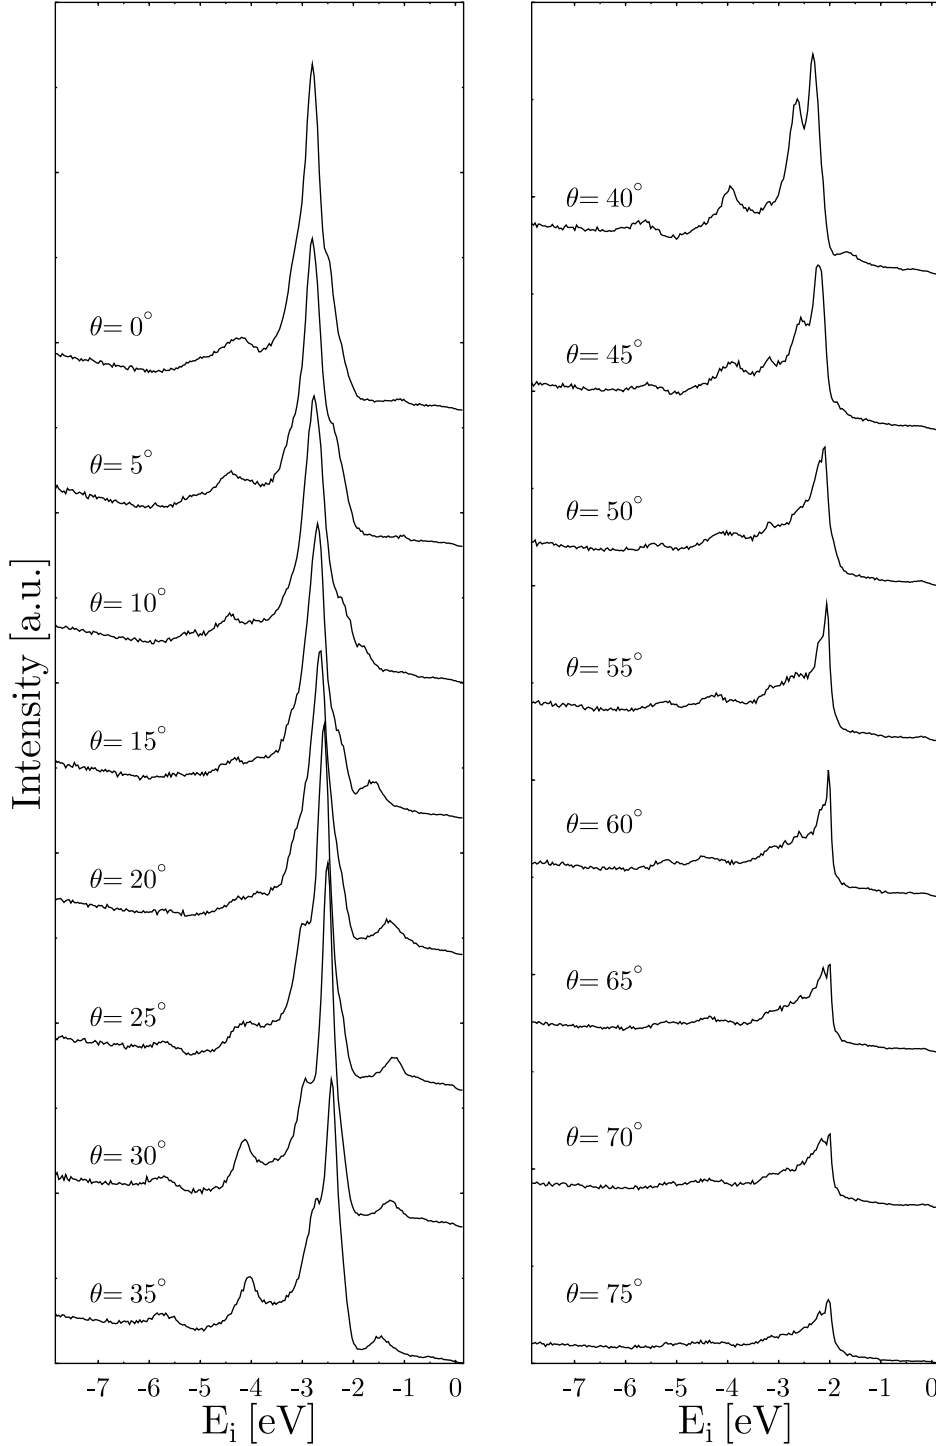 Intensity [a.u.]
θ= 0°
θ= 5°
θ= 10°
θ= 15°
θ= 20°
θ= 25°
θ= 30°
θ= 35°
-7 -6 -5 -4 -3 -2 -1 0
E_i [eV]
θ= 40°
θ= 45°
θ= 50°
θ= 55°
θ= 60°
θ= 65°
θ= 70°
θ= 75°
-7 -6 -5 -4 -3 -2 -1 0
E_i [eV]